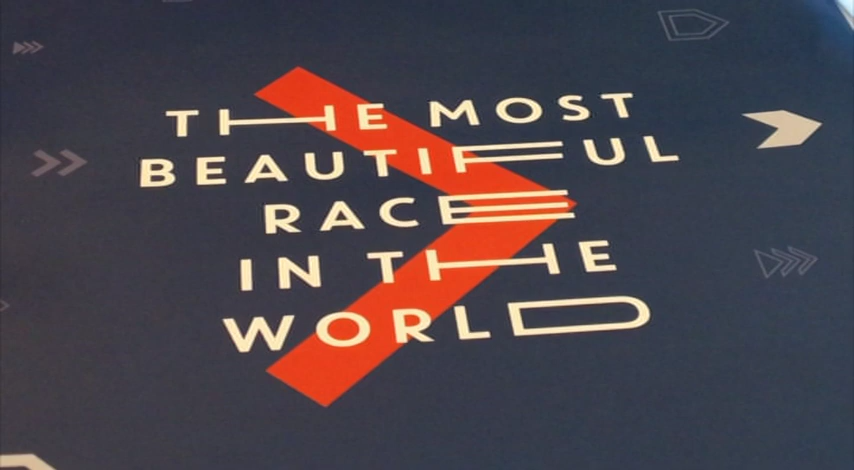 THE MOST
BEAUTIFUL
RACE
IN THE
WORLD